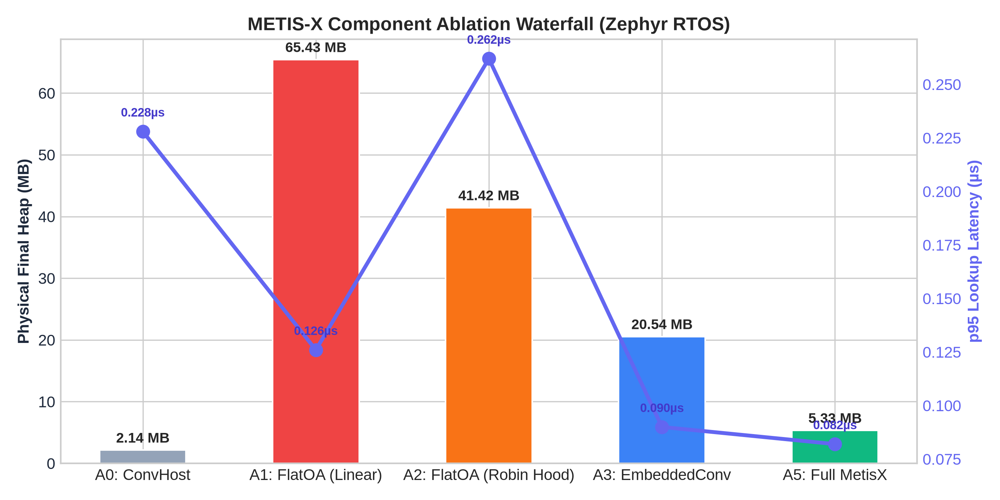 METIS-X Component Ablation Waterfall (Zephyr RTOS)
Physical Final Heap (MB)
60
50
40
30
20
10
0
0.228µs
65.43 MB
0.262µs
41.42 MB
0.126µs
20.54 MB
0.090µs
2.14 MB
5.33 MB
0.082µs
0.250
0.225
0.200
0.175
0.150
0.125
0.100
0.075
p95 Lookup Latency (µs)
A0: ConvHost
A1: FlatOA (Linear)
A2: FlatOA (Robin Hood)
A3: EmbeddedConv
A5: Full MetisX